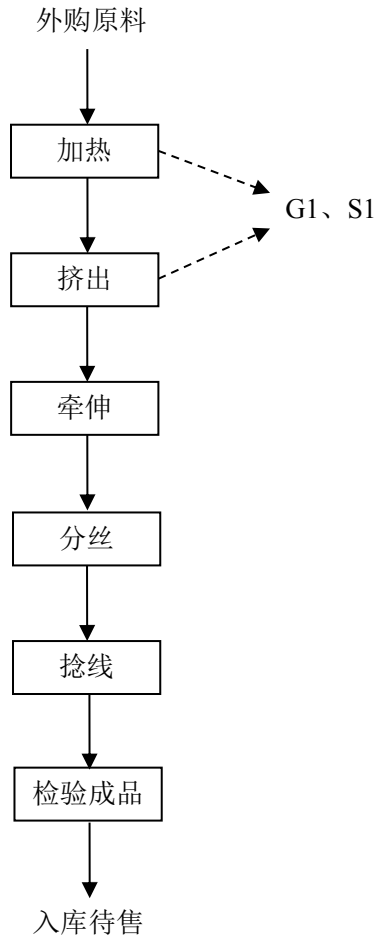 外购原料
加热
G1、S1
挤出
牵伸
分丝
捻线
检验成品
入库待售